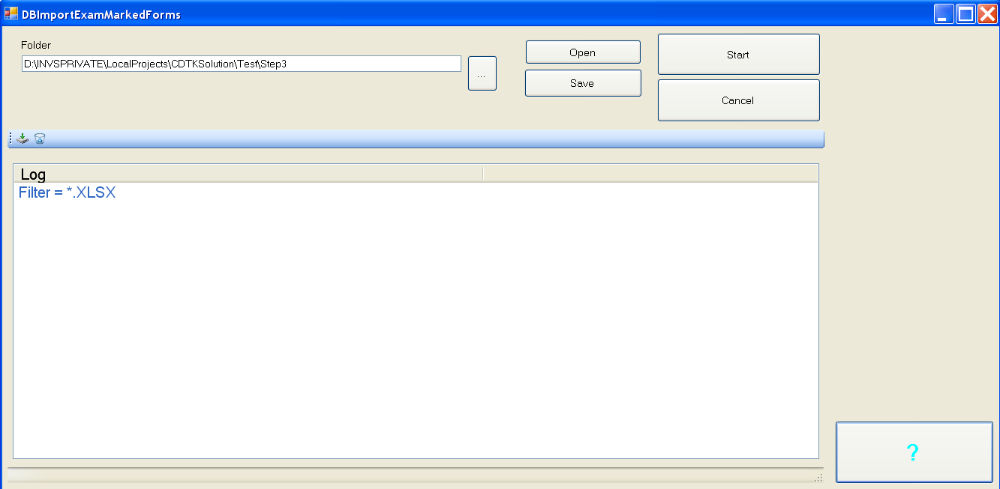 DBImportExamMarkedForms
Folder
D:\INVSPRIVATE\LocalProjects\CDTKSolution\Test\Step3
...
Open
Save
Start
Cancel
Log
Filter = *.XLSX
?